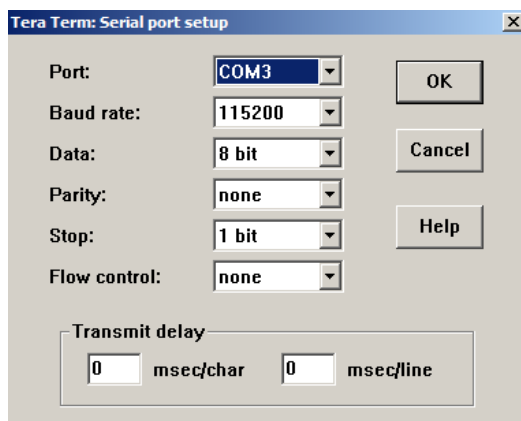 Tera Term: Serial port setup
Port: COM3 OK
Baud rate: 115200
Data: 8 bit Cancel
Parity: none
Stop: 1 bit Help
Flow control: none
Transmit delay
0 msec/char 0 msec/line